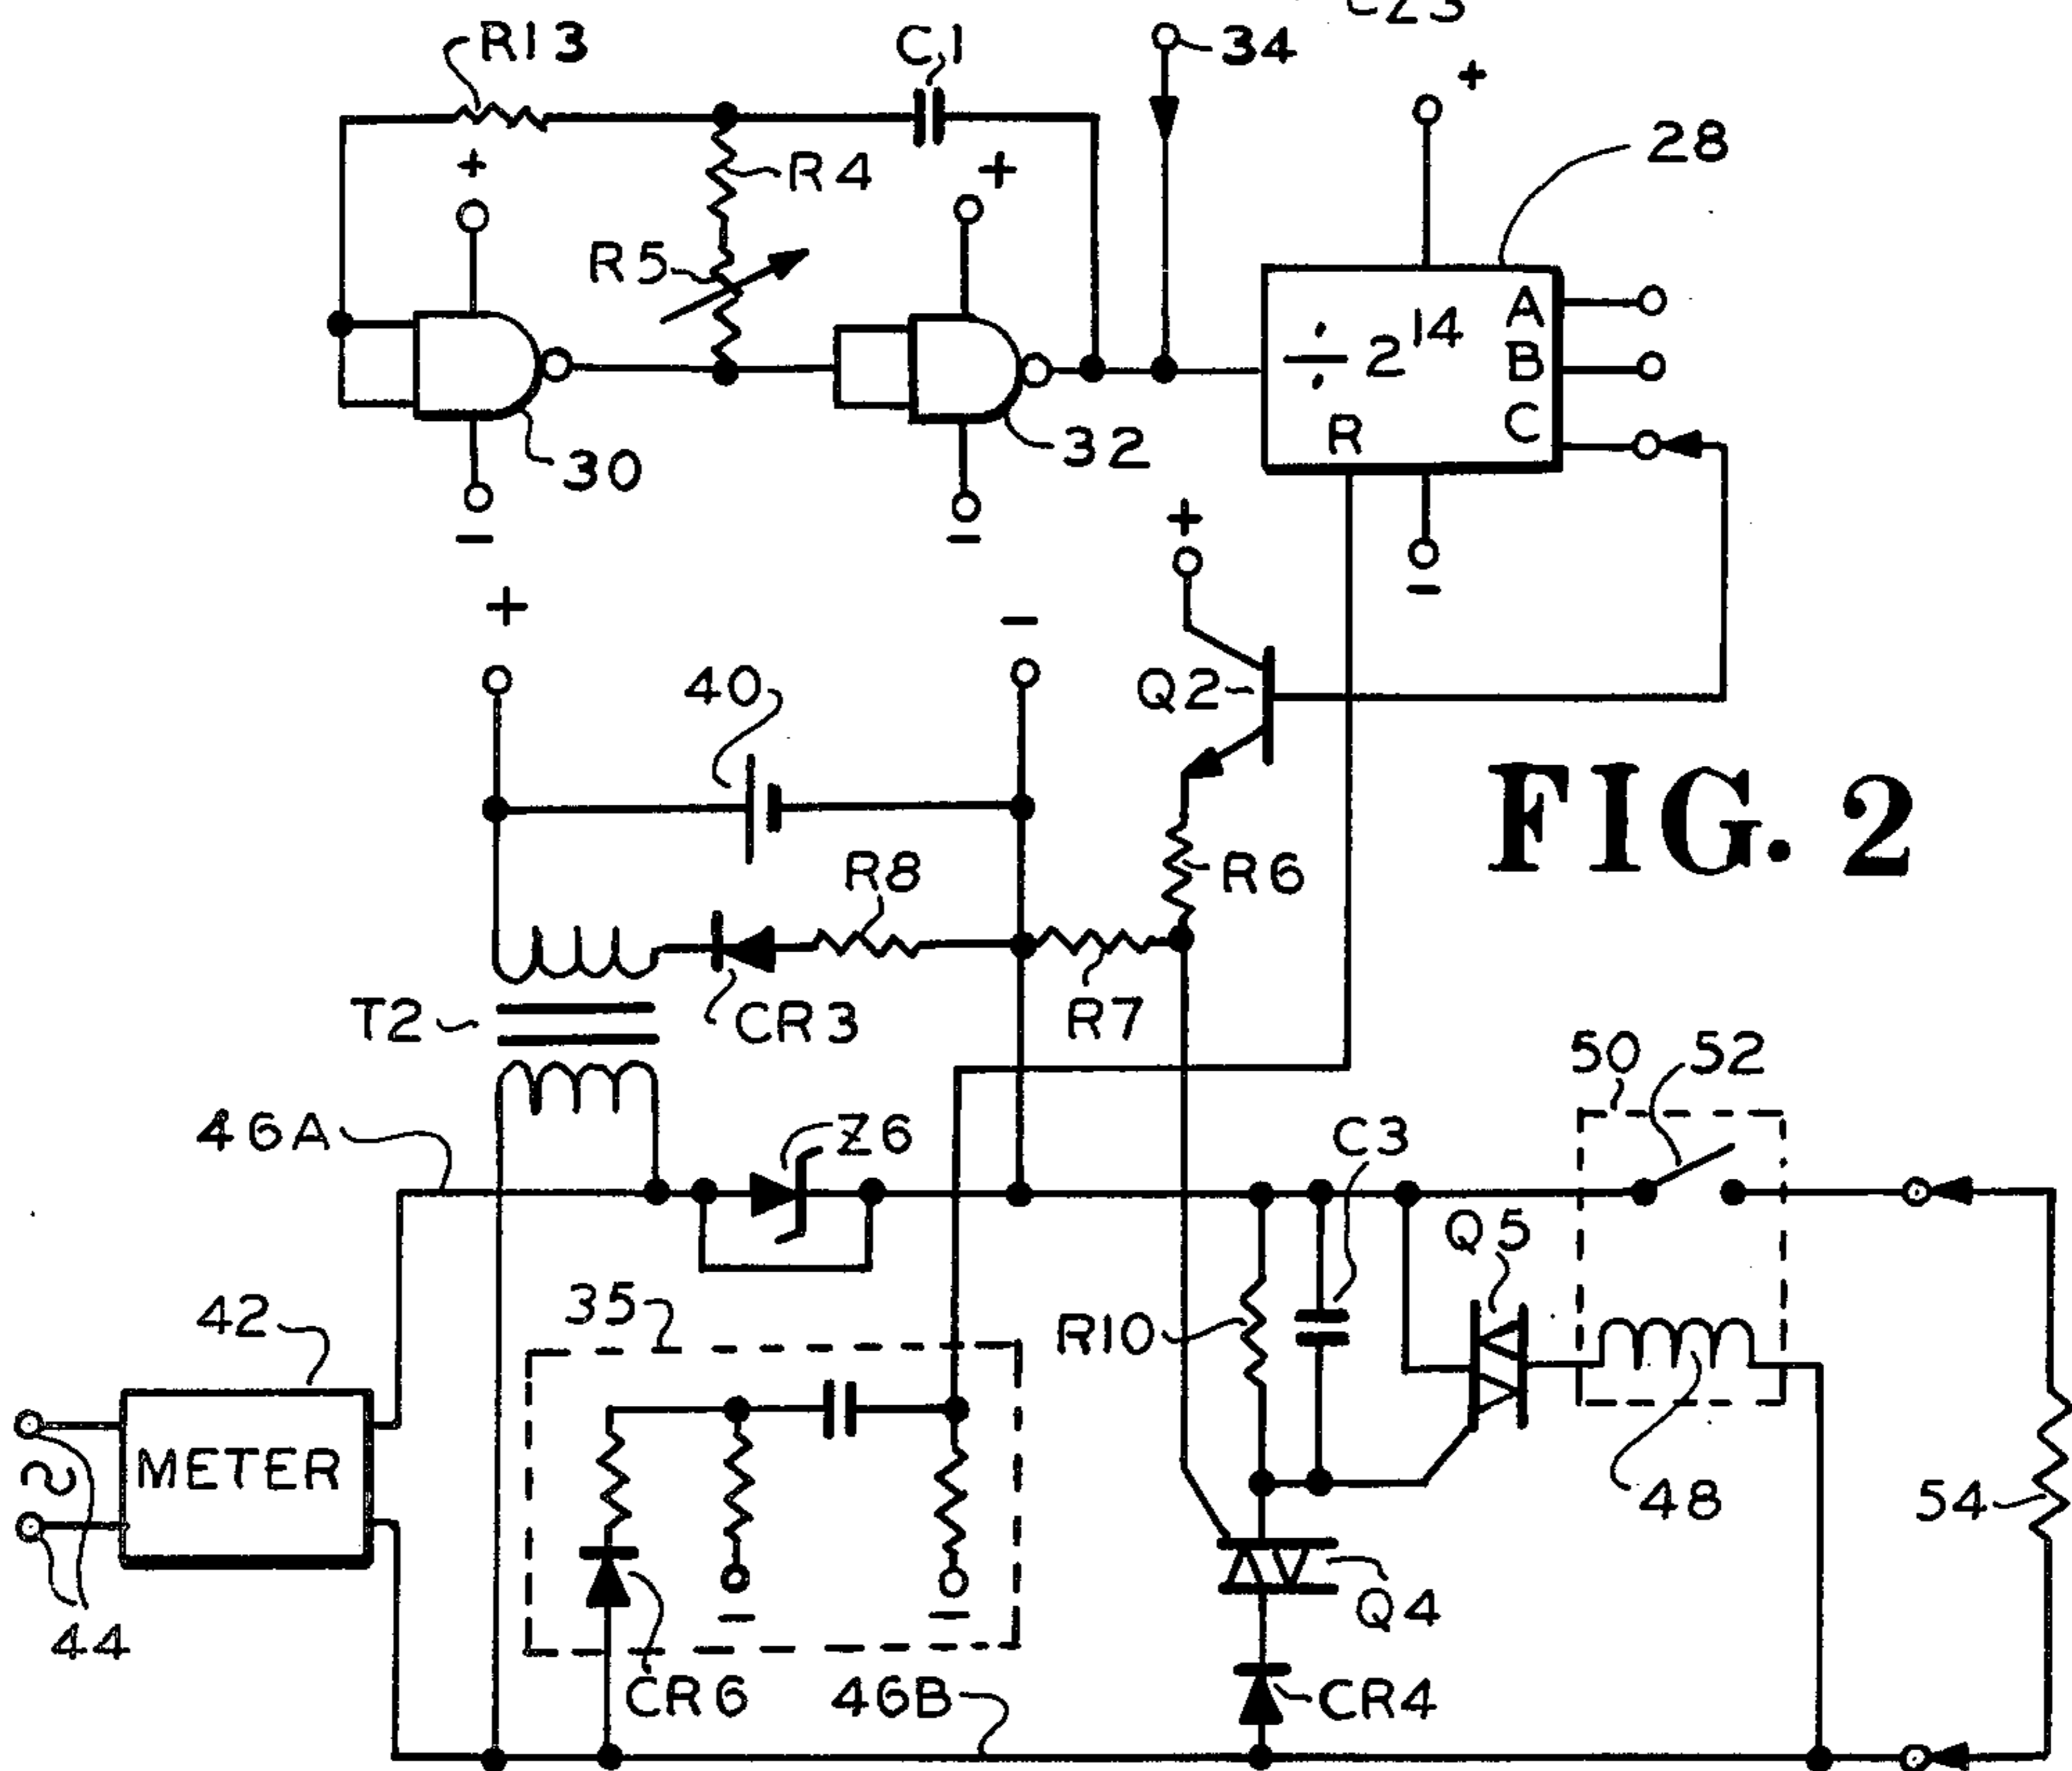 R13
C1
34
+
+
R4
+
28
R5
÷ 2 14
A
B
C
R
30
32
−
−
+
−
+
−
40
Q2
FIG. 2
R8
R6
T2
CR3
R7
50
52
46A
Z6
C3
Q5
42
35
R10
METER
48
54
44
−
−
Q4
CR6
46B
CR4